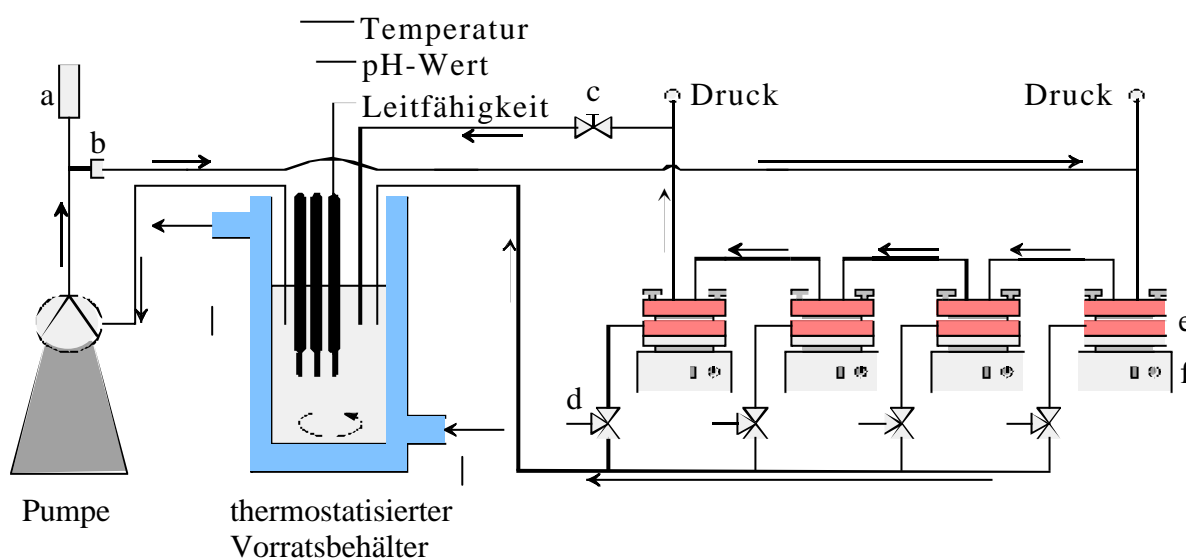 Temperatur
pH-Wert
Leitfähigkeit
a
b
c
Druck
Druck
d
e
f
Pumpe
thermostatisierter
Vorratsbehälter